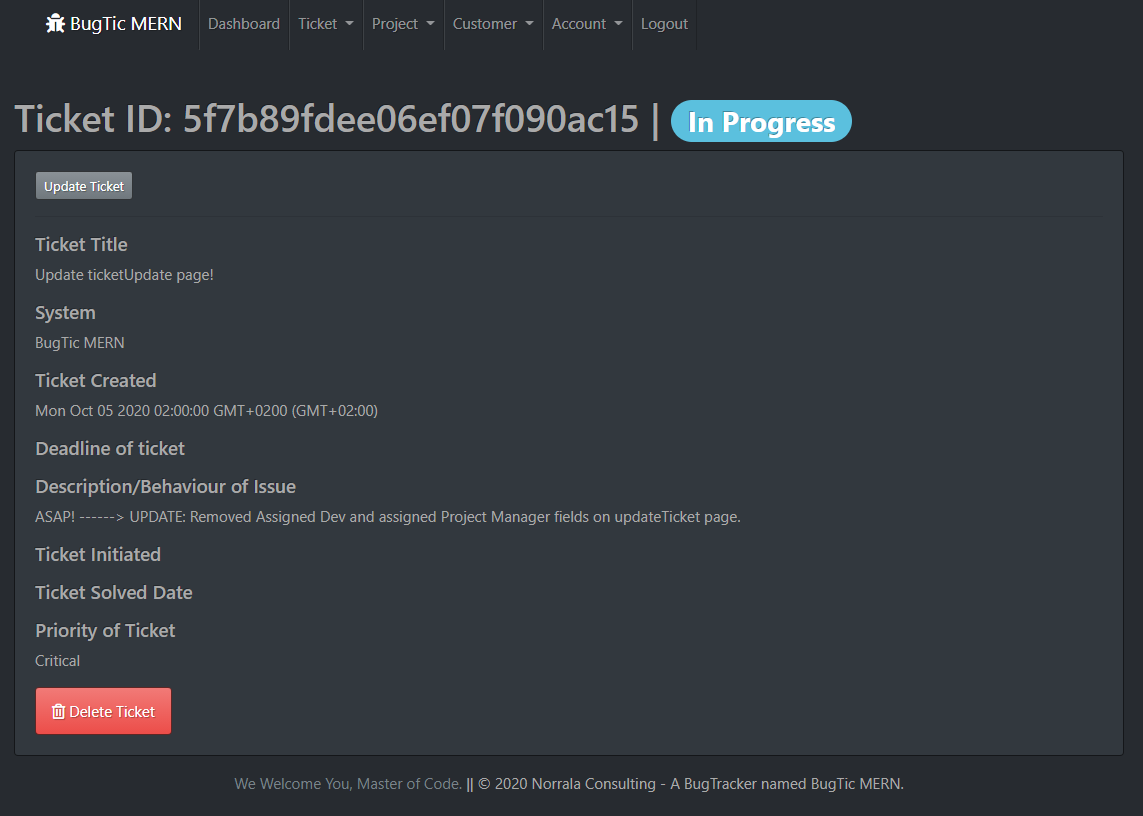 BugTic MERN Dashboard Ticket Project Customer Account Logout
Ticket ID: 5f7b89fdee06ef07f090ac15 | In Progress
Update Ticket
Ticket Title
Update ticketUpdate page!
System
BugTic MERN
Ticket Created
Mon Oct 05 2020 02:00:00 GMT+0200 (GMT+02:00)
Deadline of ticket
Description/Behaviour of Issue
ASAP! ------> UPDATE: Removed Assigned Dev and assigned Project Manager fields on updateTicket page.
Ticket Initiated
Ticket Solved Date
Priority of Ticket
Critical
Delete Ticket
We Welcome You, Master of Code. || © 2020 Norrala Consulting - A BugTracker named BugTic MERN.